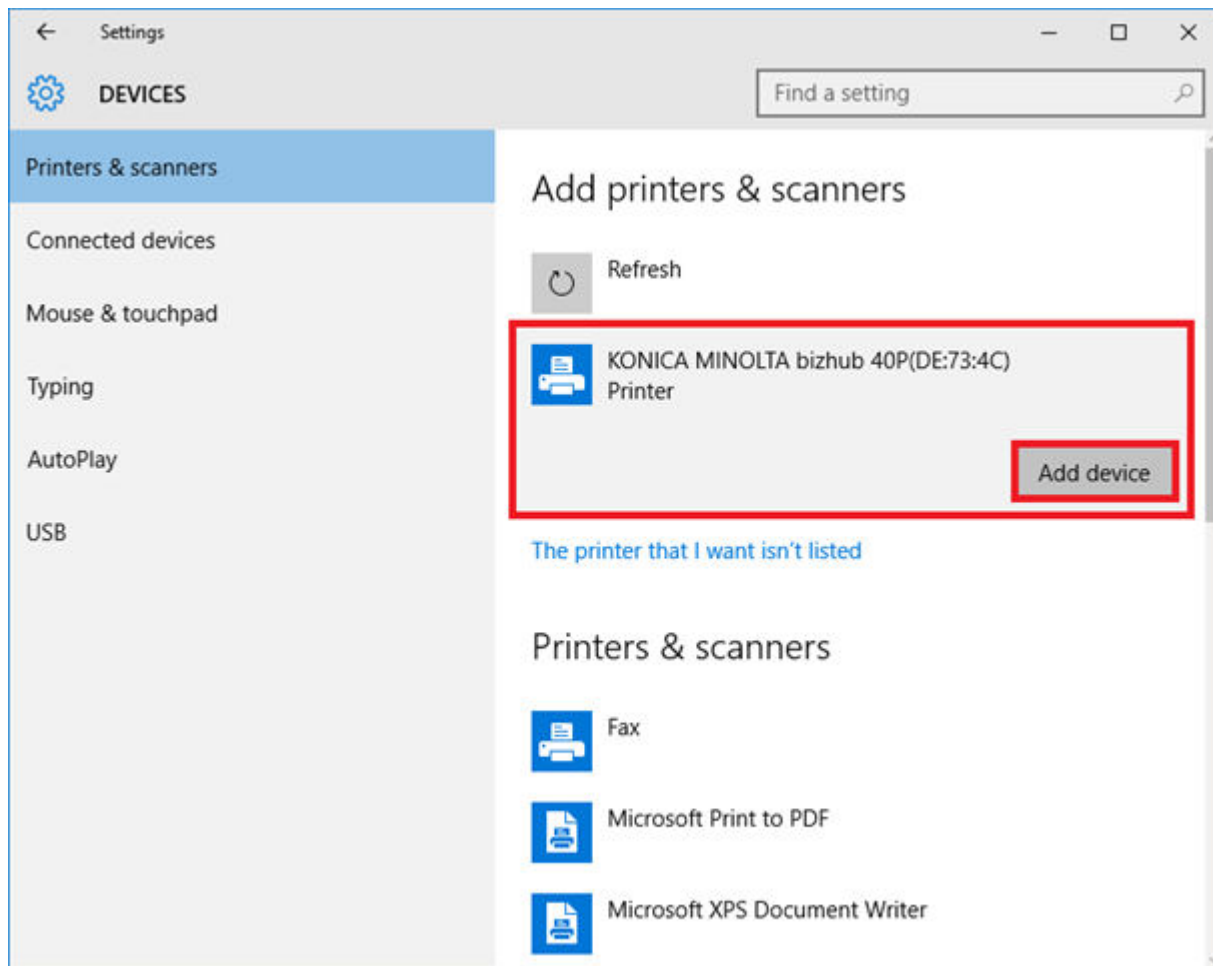 Settings
DEVICES
Find a setting
Printers & scanners
Connected devices
Mouse & touchpad
Typing
AutoPlay
USB
Add printers & scanners
Refresh
KONICA MINOLTA bizhub 40P(DE:73:4C)
Printer
Add device
The printer that I want isn't listed
Printers & scanners
Fax
Microsoft Print to PDF
Microsoft XPS Document Writer